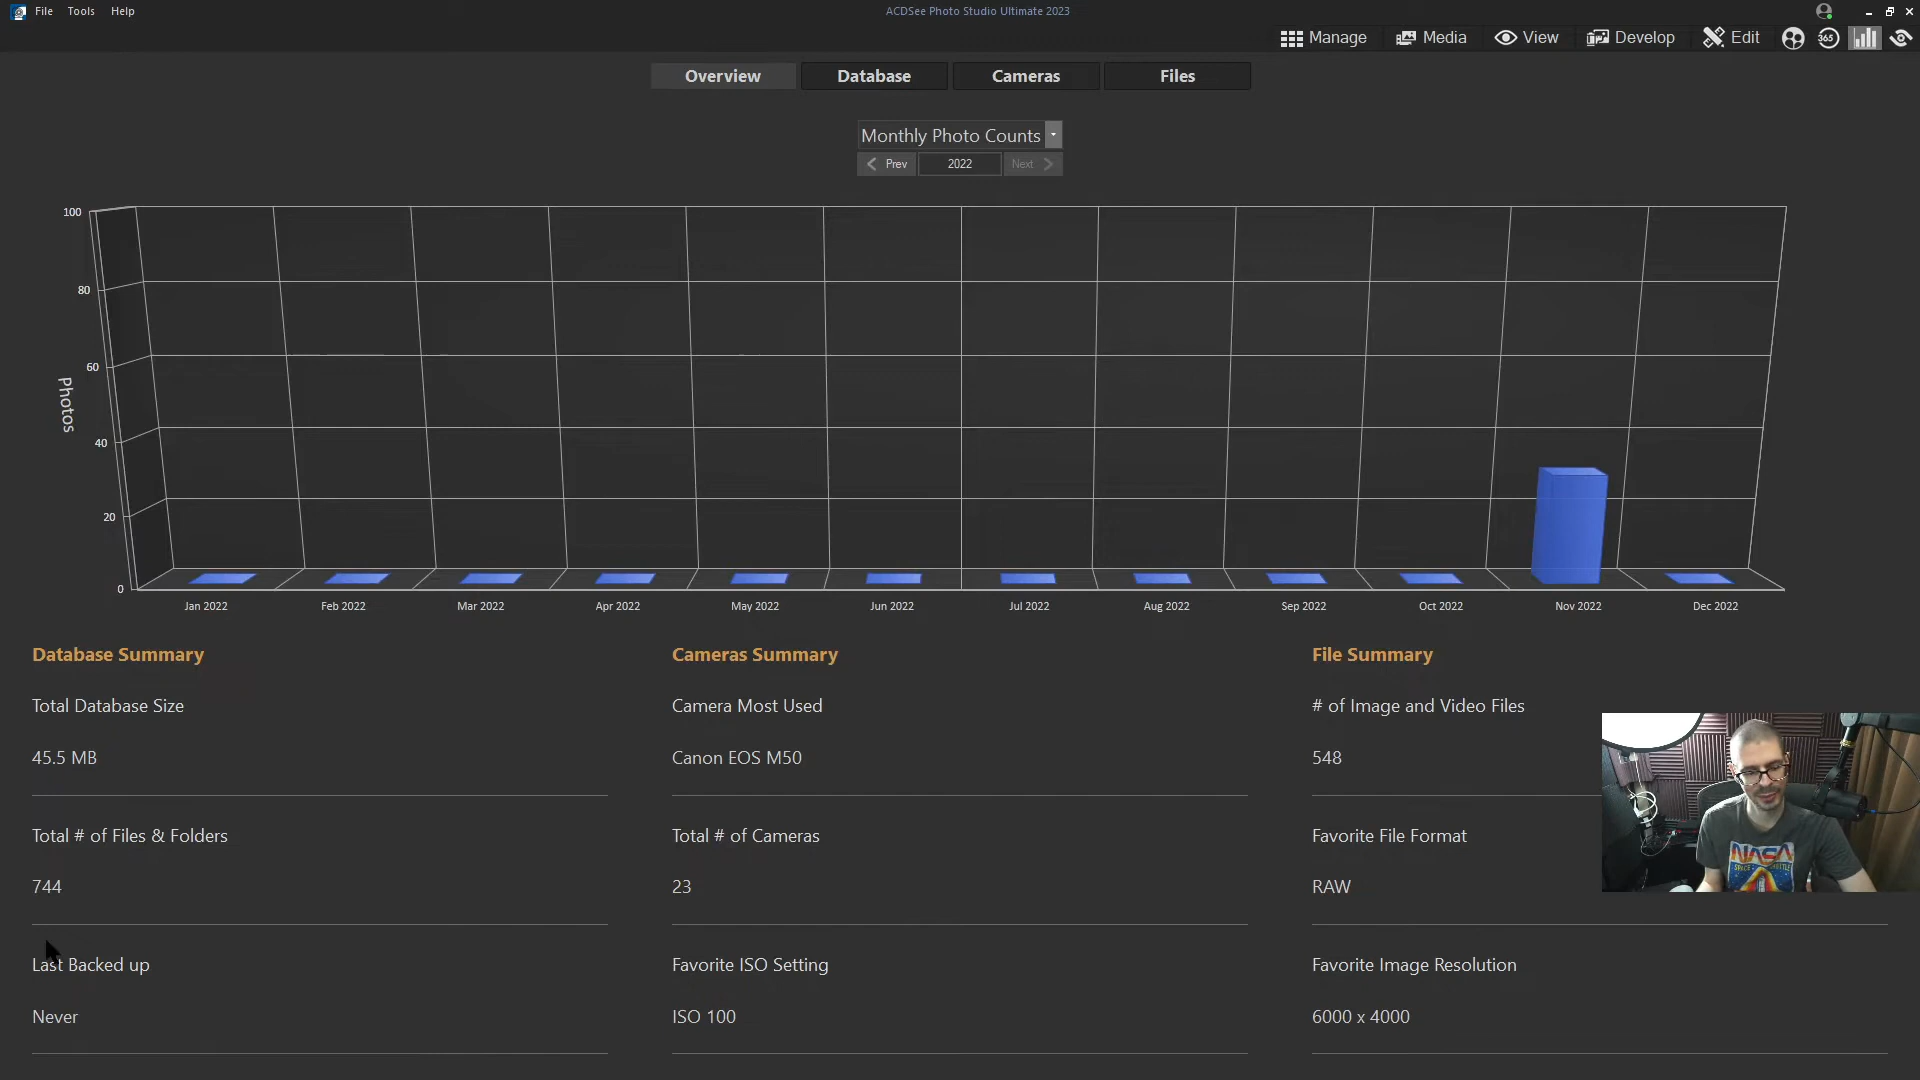 File Tools Help
ACDSee Photo Studio Ultimate 2023
Manage Media View Develop Edit 365
Overview Database Cameras Files
Monthly Photo Counts
Prev 2022 Next
100
80
60
40
20
0
Photos
Jan 2022 Feb 2022 Mar 2022 Apr 2022 May 2022 Jun 2022 Jul 2022 Aug 2022 Sep 2022 Oct 2022 Nov 2022 Dec 2022
Database Summary
Total Database Size
45.5 MB
Total # of Files & Folders
744
Last Backed up
Never
Cameras Summary
Camera Most Used
Canon EOS M50
Total # of Cameras
23
Favorite ISO Setting
ISO 100
File Summary
# of Image and Video Files
548
Favorite File Format
RAW
Favorite Image Resolution
6000 x 4000
NASA
SPACE SHUTTLE